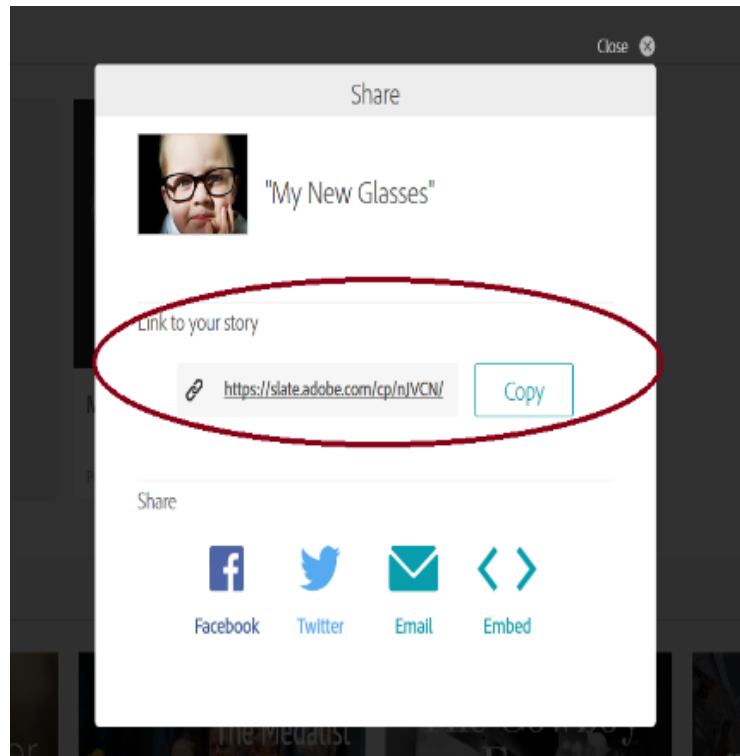 Close
Share
"My New Glasses"
Link to your story
https://slate.adobe.com/cp/nJVCN/
Copy
Share
Facebook
Twitter
Email
Embed
The Medalist